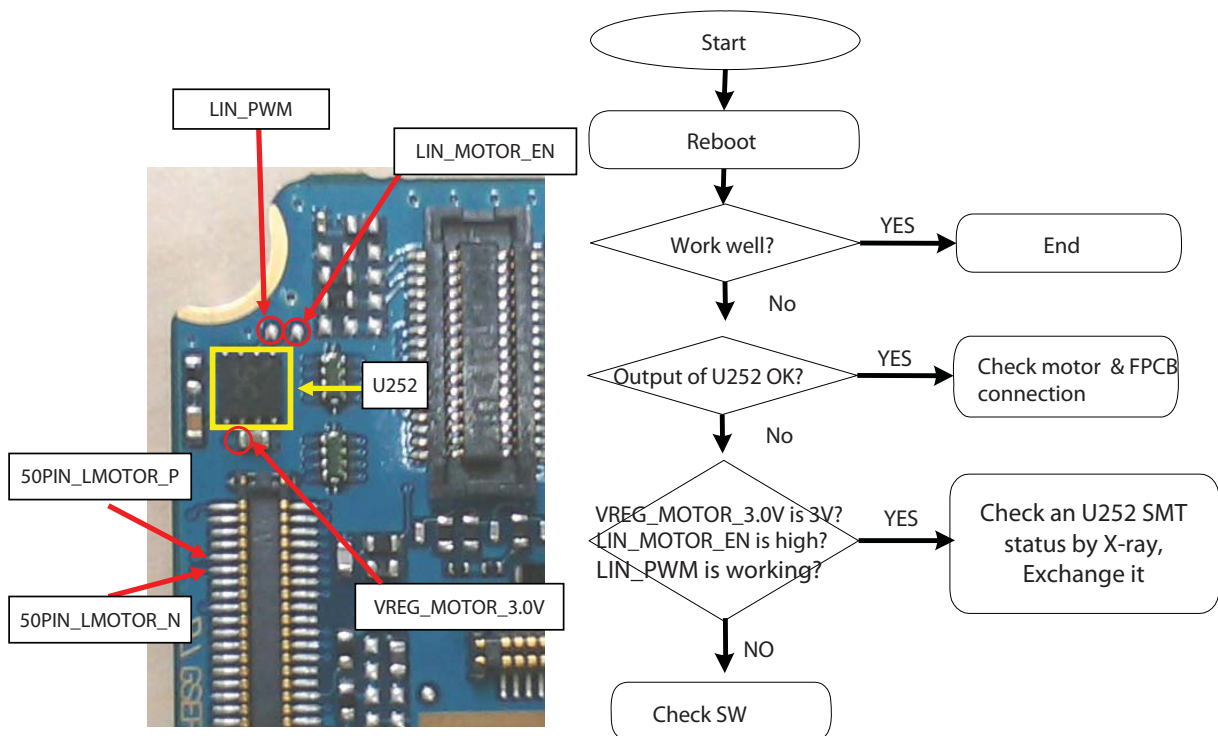 LIN_PWM
LIN_MOTOR_EN
U252
50PIN_LMOTOR_P
50PIN_LMOTOR_N
VREG_MOTOR_3.0V
Start
Reboot
Work well?
YES
End
No
Output of U252 OK?
YES
Check motor & FPCB
connection
No
VREG_MOTOR_3.0V is 3V?
LIN_MOTOR_EN is high?
LIN_PWM is working?
YES
Check an U252 SMT
status by X-ray,
Exchange it
NO
Check SW